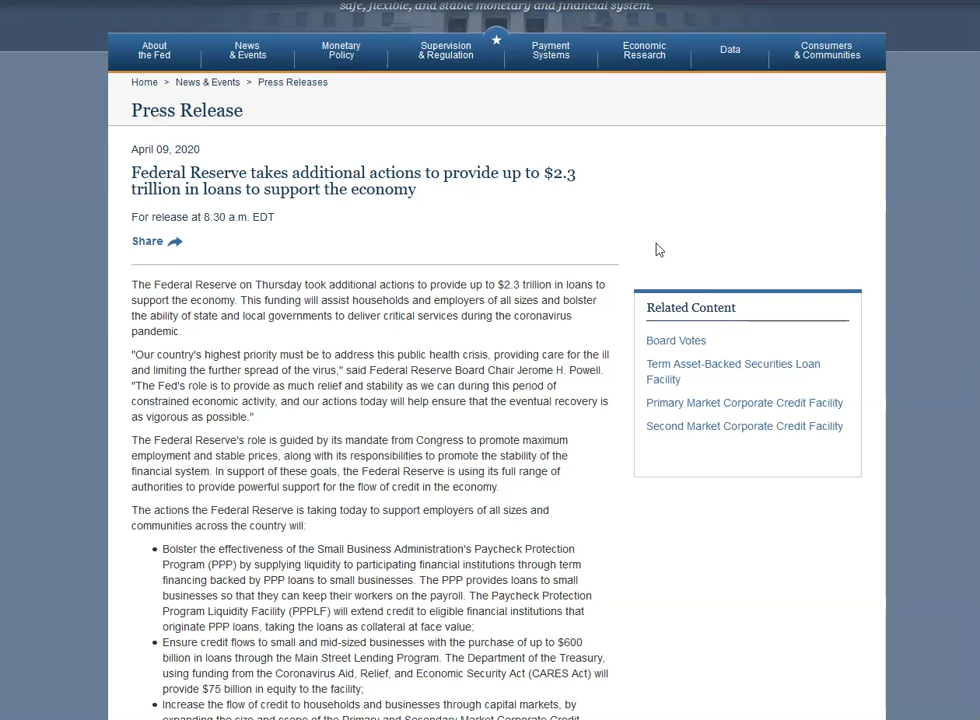 safe, flexible, and stable monetary and financial system.
About the Fed
News & Events
Monetary Policy
Supervision & Regulation
Payment Systems
Economic Research
Data
Consumers & Communities
Home > News & Events > Press Releases
Press Release
April 09, 2020
Federal Reserve takes additional actions to provide up to $2.3
trillion in loans to support the economy
For release at 8:30 a.m. EDT
Share
The Federal Reserve on Thursday took additional actions to provide up to $2.3 trillion in loans to
support the economy. This funding will assist households and employers of all sizes and bolster
the ability of state and local governments to deliver critical services during the coronavirus
pandemic.
"Our country's highest priority must be to address this public health crisis, providing care for the ill
and limiting the further spread of the virus," said Federal Reserve Board Chair Jerome H. Powell.
"The Fed's role is to provide as much relief and stability as we can during this period of
constrained economic activity, and our actions today will help ensure that the eventual recovery is
as vigorous as possible."
The Federal Reserve's role is guided by its mandate from Congress to promote maximum
employment and stable prices, along with its responsibilities to promote the stability of the
financial system. In support of these goals, the Federal Reserve is using its full range of
authorities to provide powerful support for the flow of credit in the economy.
The actions the Federal Reserve is taking today to support employers of all sizes and
communities across the country will:
• Bolster the effectiveness of the Small Business Administration's Paycheck Protection
Program (PPP) by supplying liquidity to participating financial institutions through term
financing backed by PPP loans to small businesses. The PPP provides loans to small
businesses so that they can keep their workers on the payroll. The Paycheck Protection
Program Liquidity Facility (PPPLF) will extend credit to eligible financial institutions that
originate PPP loans, taking the loans as collateral at face value;
• Ensure credit flows to small and mid-sized businesses with the purchase of up to $600
billion in loans through the Main Street Lending Program. The Department of the Treasury,
using funding from the Coronavirus Aid, Relief, and Economic Security Act (CARES Act) will
provide $75 billion in equity to the facility;
• Increase the flow of credit to households and businesses through capital markets, by
expanding the size and scope of the Primary and Secondary Market Corporate Credit
Related Content
Board Votes
Term Asset-Backed Securities Loan
Facility
Primary Market Corporate Credit Facility
Second Market Corporate Credit Facility